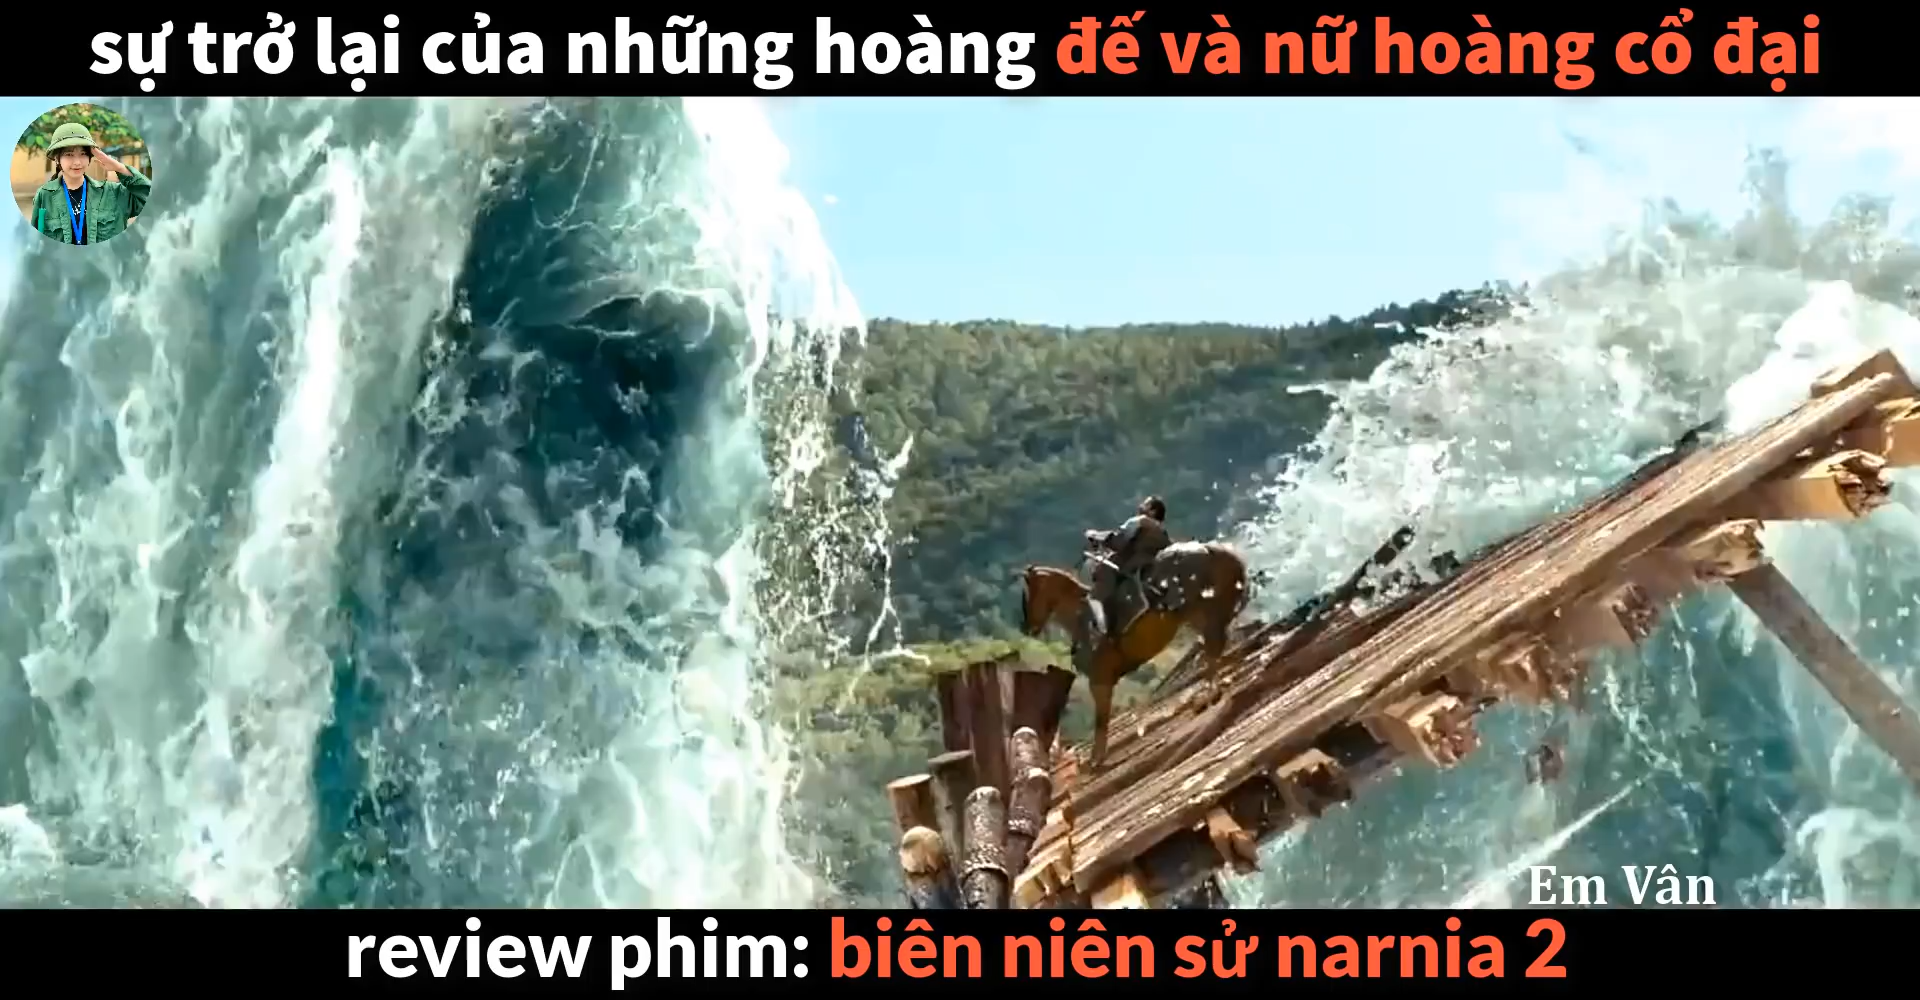 sự trở lại của những hoàng đế và nữ hoàng cổ đại
Em Vân
review phim: biên niên sử narnia 2